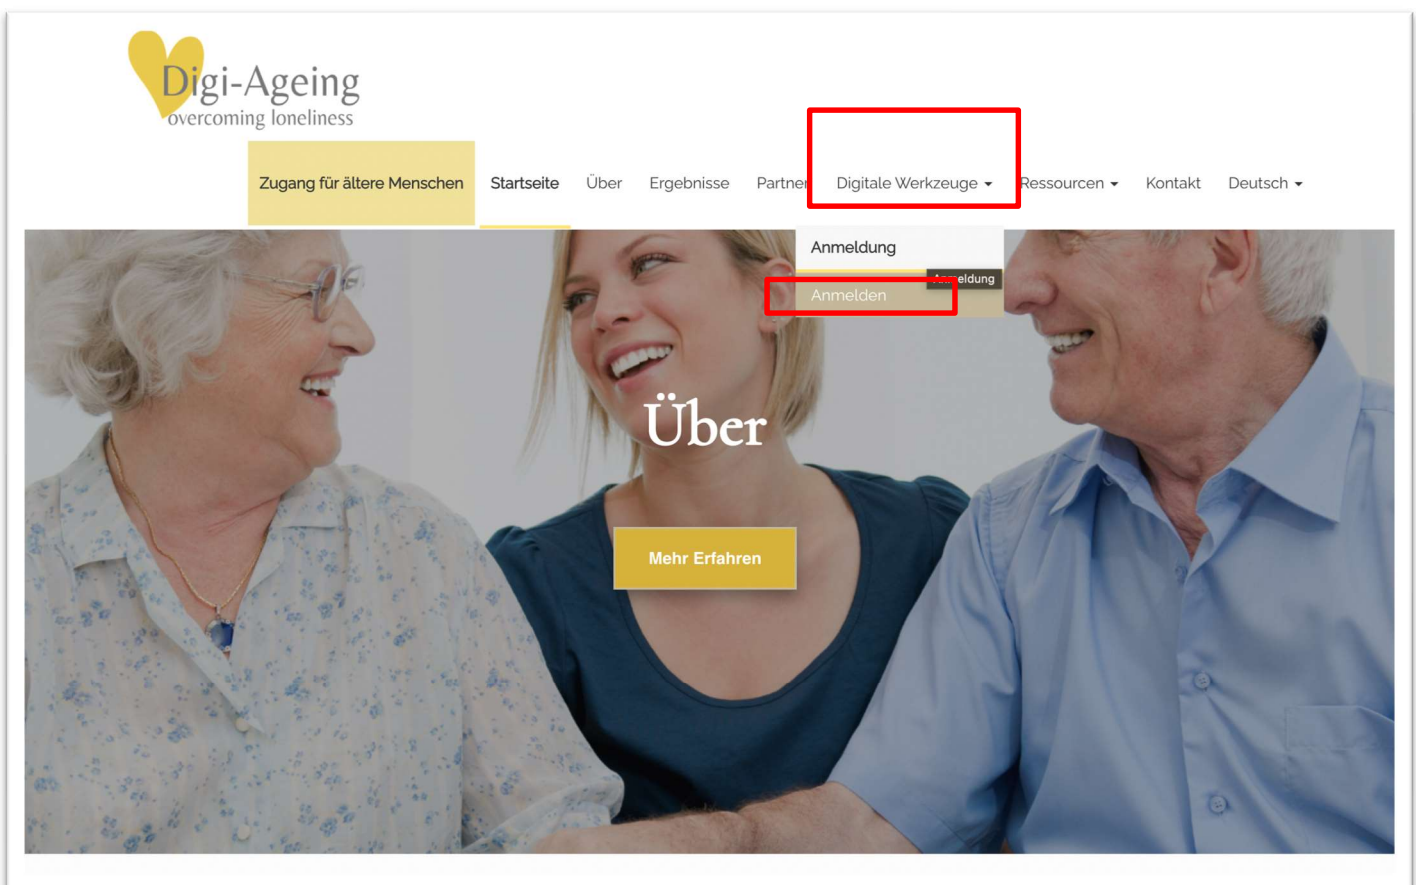 Digi-Ageing
overcoming loneliness
Zugang für ältere Menschen Startseite Über Ergebnisse Partner Digitale Werkzeuge Ressourcen Kontakt Deutsch
Anmeldung
Anmeldung
Anmelden
Über
Mehr Erfahren